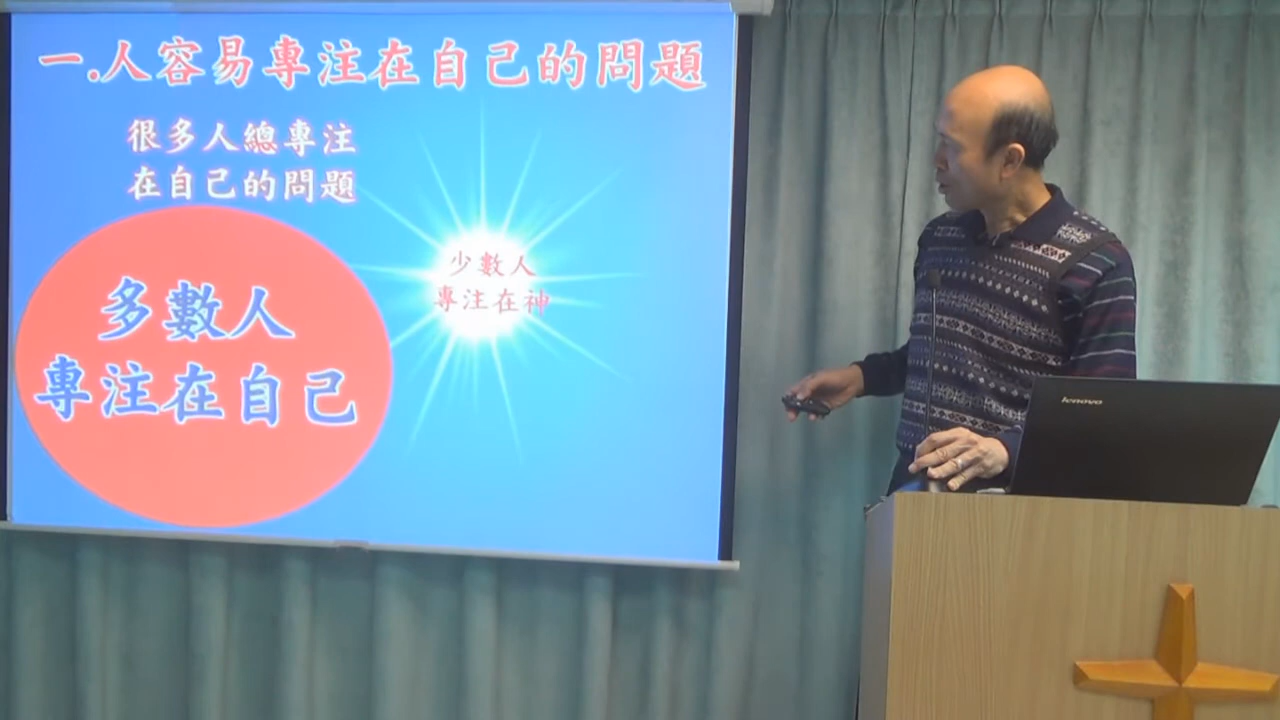 一.人容易專注在自己的問題
很多人總專注
在自己的問題
少數人
專注在神
多數人
專注在自己
lenovo